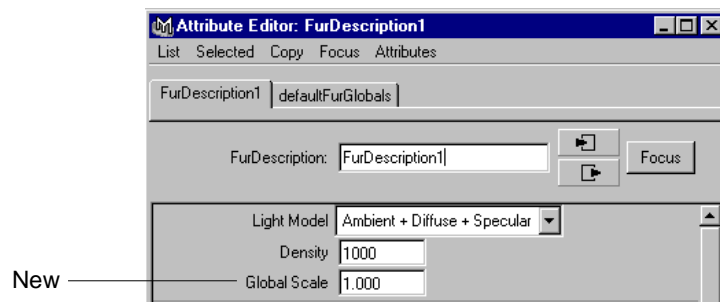 Attribute Editor: FurDescription1
List Selected Copy Focus Attributes
FurDescription1 defaultFurGlobals
FurDescription: FurDescription1 Focus
Light Model Ambient + Diffuse + Specular
Density 1000
New Global Scale 1.000